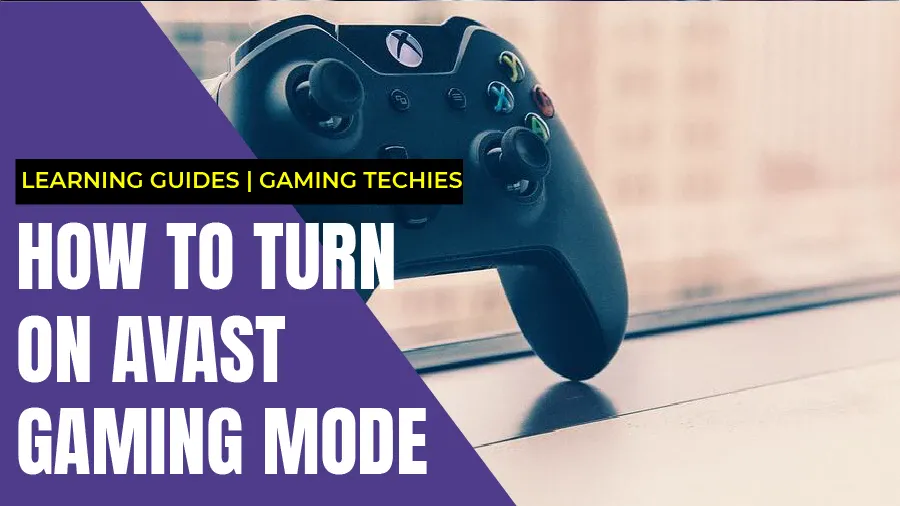 X
Y
X
B
A
LEARNING GUIDES | GAMING TECHIES
HOW TO TURN
ON AVAST
GAMING MODE